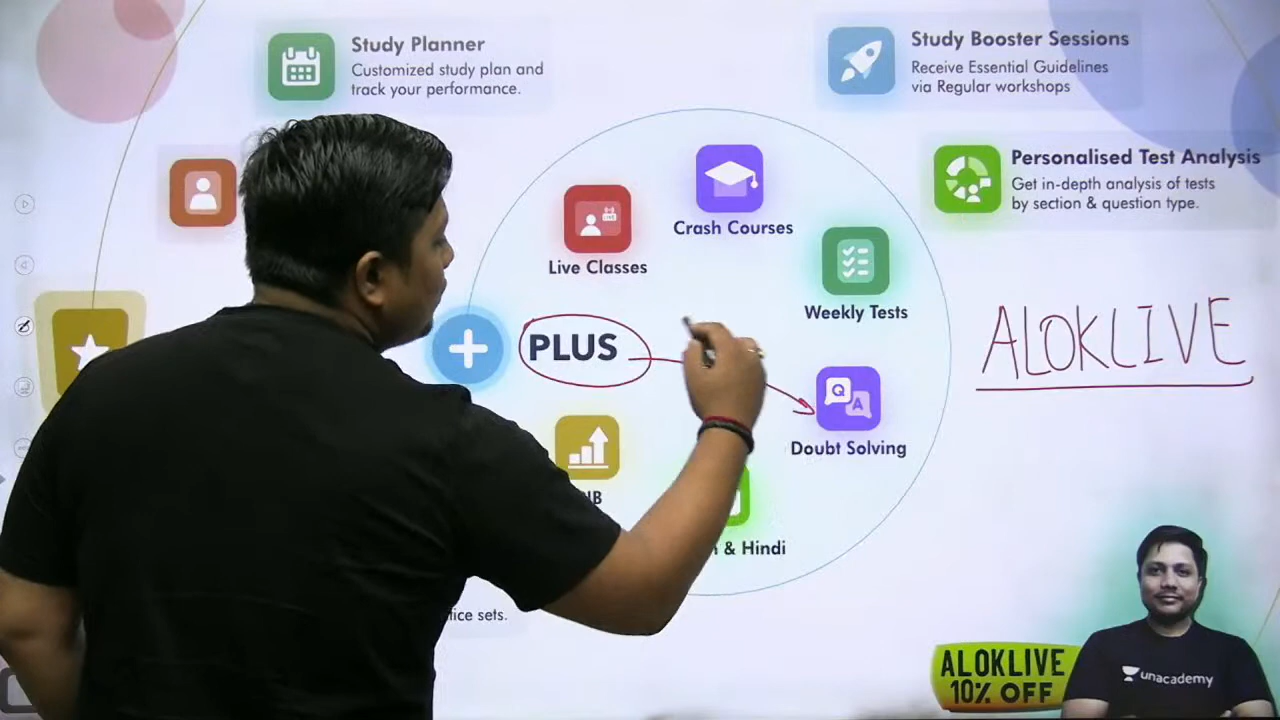 Study Planner
Customized study plan and
track your performance.
Study Booster Sessions
Receive Essential Guidelines
via Regular workshops
Personalised Test Analysis
Get in-depth analysis of tests
by section & question type.
Crash Courses
Live Classes
Weekly Tests
PLUS
ALOKLIVE
Q
A
Doubt Solving
& Hindi
sets.
ALOKLIVE
10% OFF
unacademy